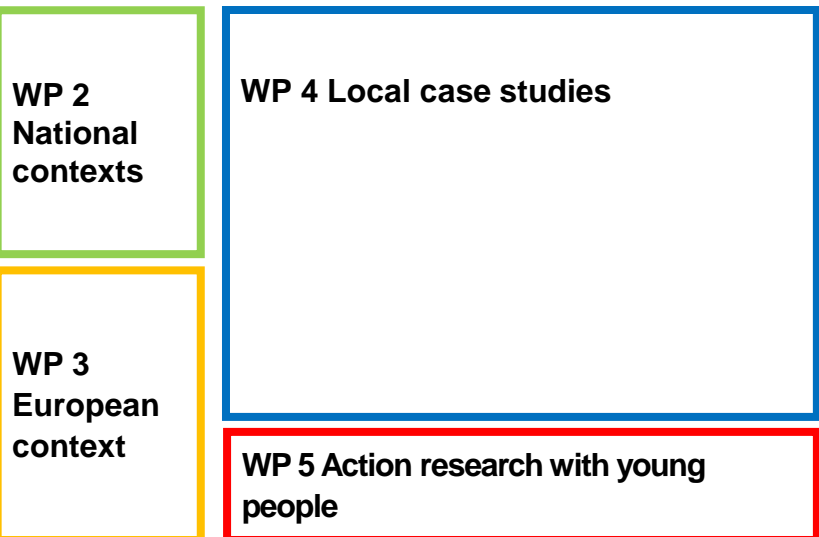 WP 2
National
contexts
WP 4 Local case studies
WP 3
European
context
WP 5 Action research with young
people